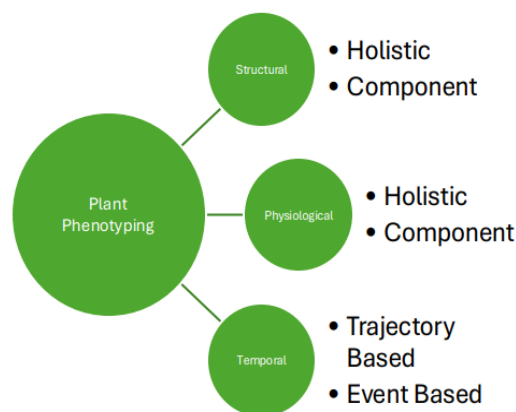 Structural
• Holistic
• Component
Plant
Phenotyping
Physiological
• Holistic
• Component
Temporal
• Trajectory
Based
• Event Based